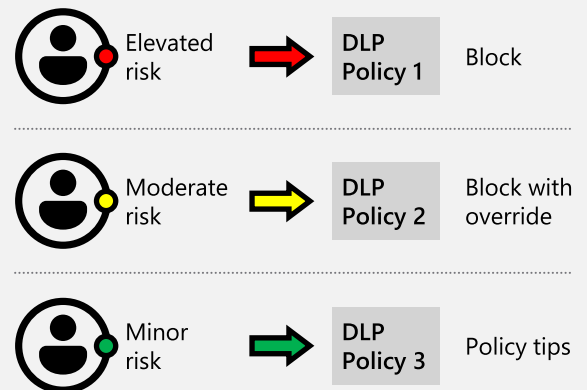 Elevated
risk
DLP
Policy 1
Block
Moderate
risk
DLP
Policy 2
Block with
override
Minor
risk
DLP
Policy 3
Policy tips